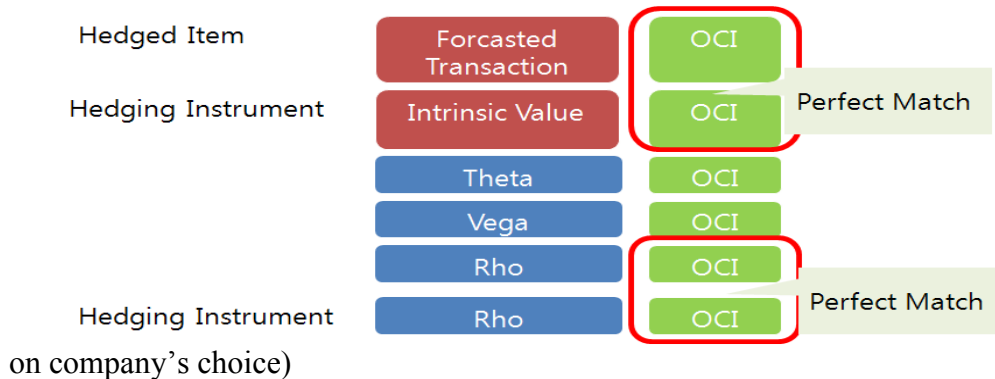 Hedged Item
Forcasted
Transaction
OCI
Perfect Match
Hedging Instrument
Intrinsic Value
OCI
Theta
OCI
Vega
OCI
Rho
OCI
Perfect Match
Hedging Instrument
Rho
OCI
on company’s choice)